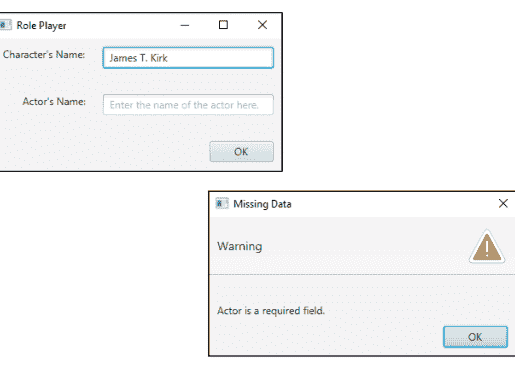 Role Player
Character's Name:
James T. Kirk
Actor's Name:
Enter the name of the actor here.
OK
Missing Data
Warning
Actor is a required field.
OK